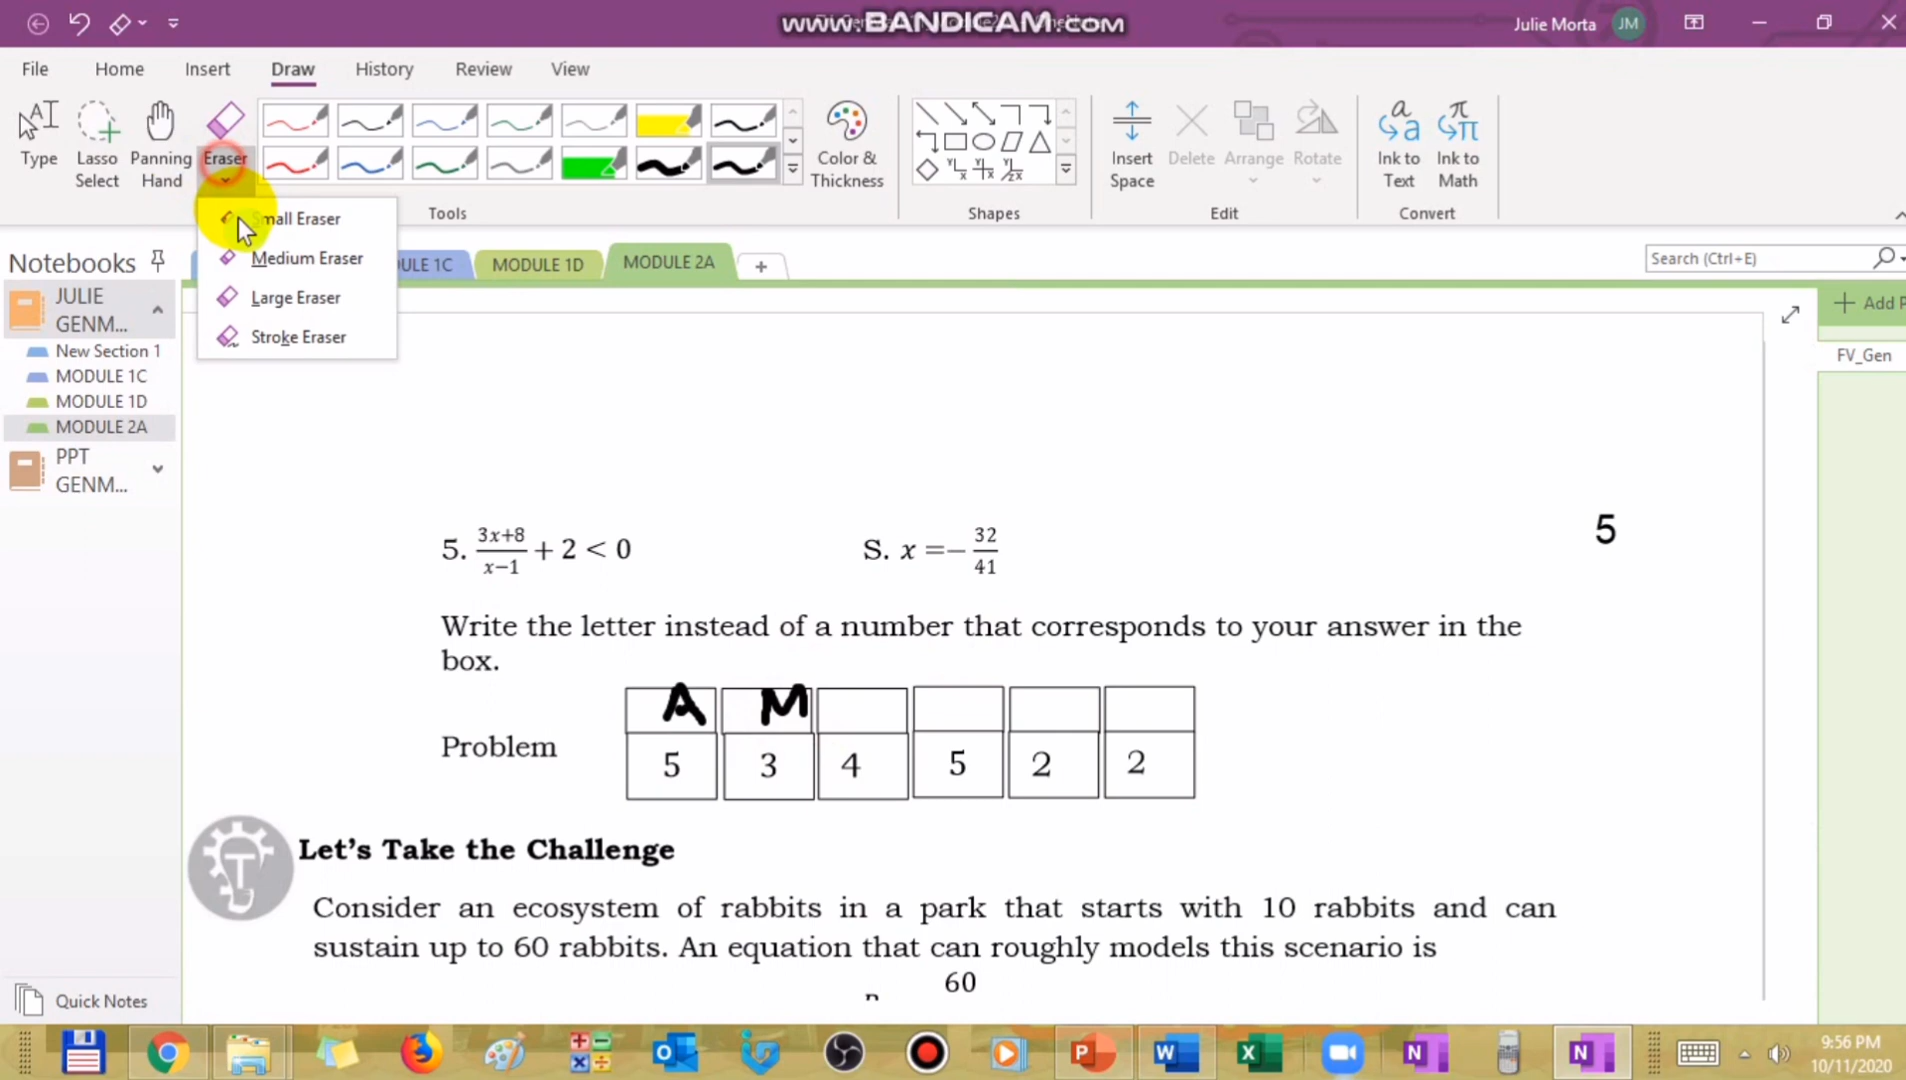 www.BANDICAM.com
Julie Morta
JM
File
Home
Insert
Draw
History
Review
View
Type
Lasso Select
Panning Hand
Eraser
Color & Thickness
Insert Space
Delete
Arrange
Rotate
Ink to Text
Ink to Math
Tools
Shapes
Edit
Convert
Small Eraser
Medium Eraser
Large Eraser
Stroke Eraser
MODULE 1D
MODULE 2A
Search (Ctrl+E)
Notebooks
JULIE GENM...
New Section 1
MODULE 1C
MODULE 1D
MODULE 2A
PPT GENM...
Quick Notes
FV_Gen
5
5. \frac{3x+8}{x-1} + 2 < 0
S. x =- \frac{32}{41}
Write the letter instead of a number that corresponds to your answer in the
box.
A M
Problem 5 3 4 5 2 2
Let's Take the Challenge
Consider an ecosystem of rabbits in a park that starts with 10 rabbits and can
sustain up to 60 rabbits. An equation that can roughly models this scenario is
60
9:56 PM
10/11/2020